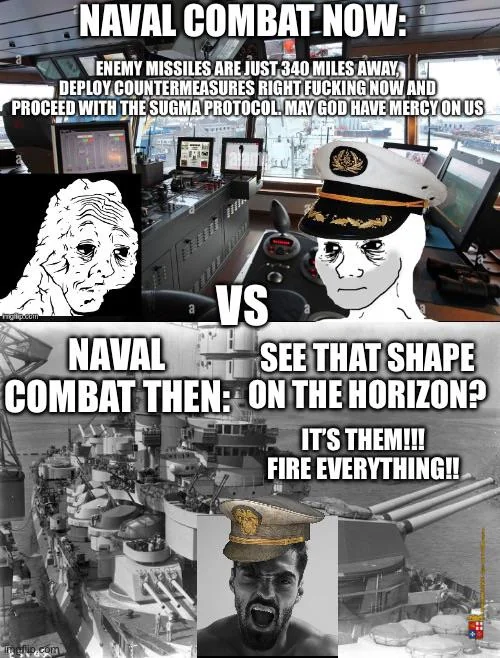 NAVAL COMBAT NOW:
ENEMY MISSILES ARE JUST 340 MILES AWAY,
DEPLOY COUNTERMEASURES RIGHT FUCKING NOW AND
PROCEED WITH THE SUGMA PROTOCOL. MAY GOD HAVE MERCY ON US
imgflip.com
VS
NAVAL
COMBAT THEN:
SEE THAT SHAPE
ON THE HORIZON?
IT'S THEM!!!
FIRE EVERYTHING!!
imgflip.com